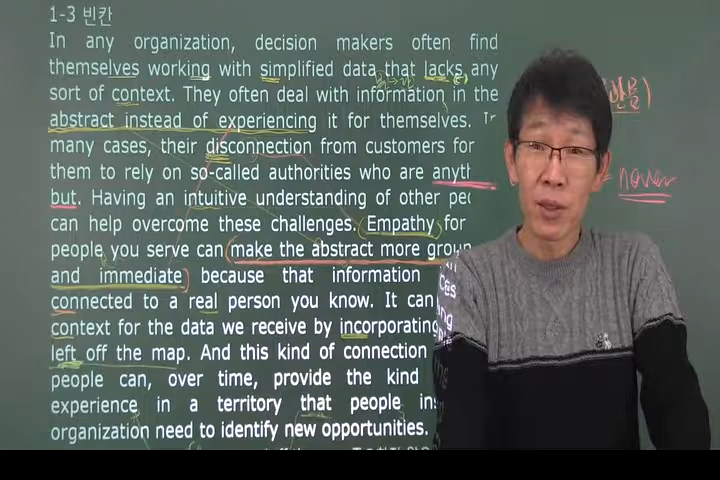 1-3 빈칸
In any organization, decision makers often find
themselves working with simplified data that lacks any
sort of context. They often deal with information in the
abstract instead of experiencing it for themselves. Ir
many cases, their disconnection from customers for
them to rely on so-called authorities who are anyth
but. Having an intuitive understanding of other peo
can help overcome these challenges. Empathy for
people you serve can make the abstract more groun
and immediate because that information
connected to a real person you know. It can
context for the data we receive by incorporating
left off the map. And this kind of connection
people can, over time, provide the kind
experience in a territory that people ins
organization need to identify new opportunities.
= never